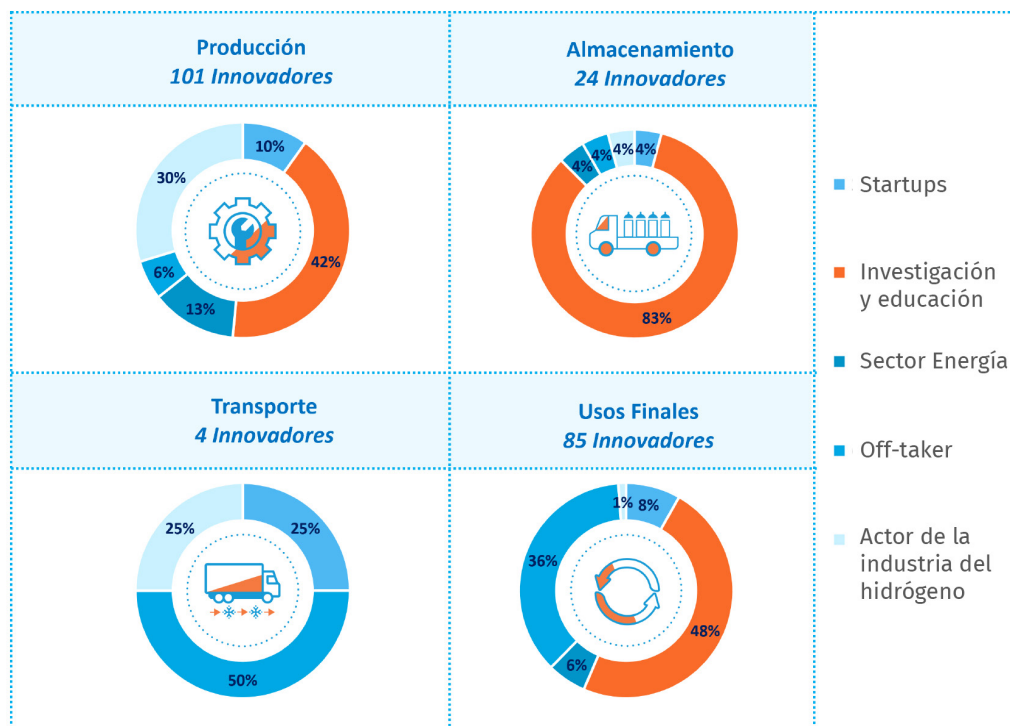 Producción
101 Innovadores
Almacenamiento
24 Innovadores
10%
42%
13%
6%
30%
4%
83%
4%
4%
4%
Transporte
4 Innovadores
Usos Finales
85 Innovadores
25%
50%
25%
8%
48%
6%
36%
1%
Startups
Investigación
y educación
Sector Energía
Off-taker
Actor de la
industria del
hidrógeno